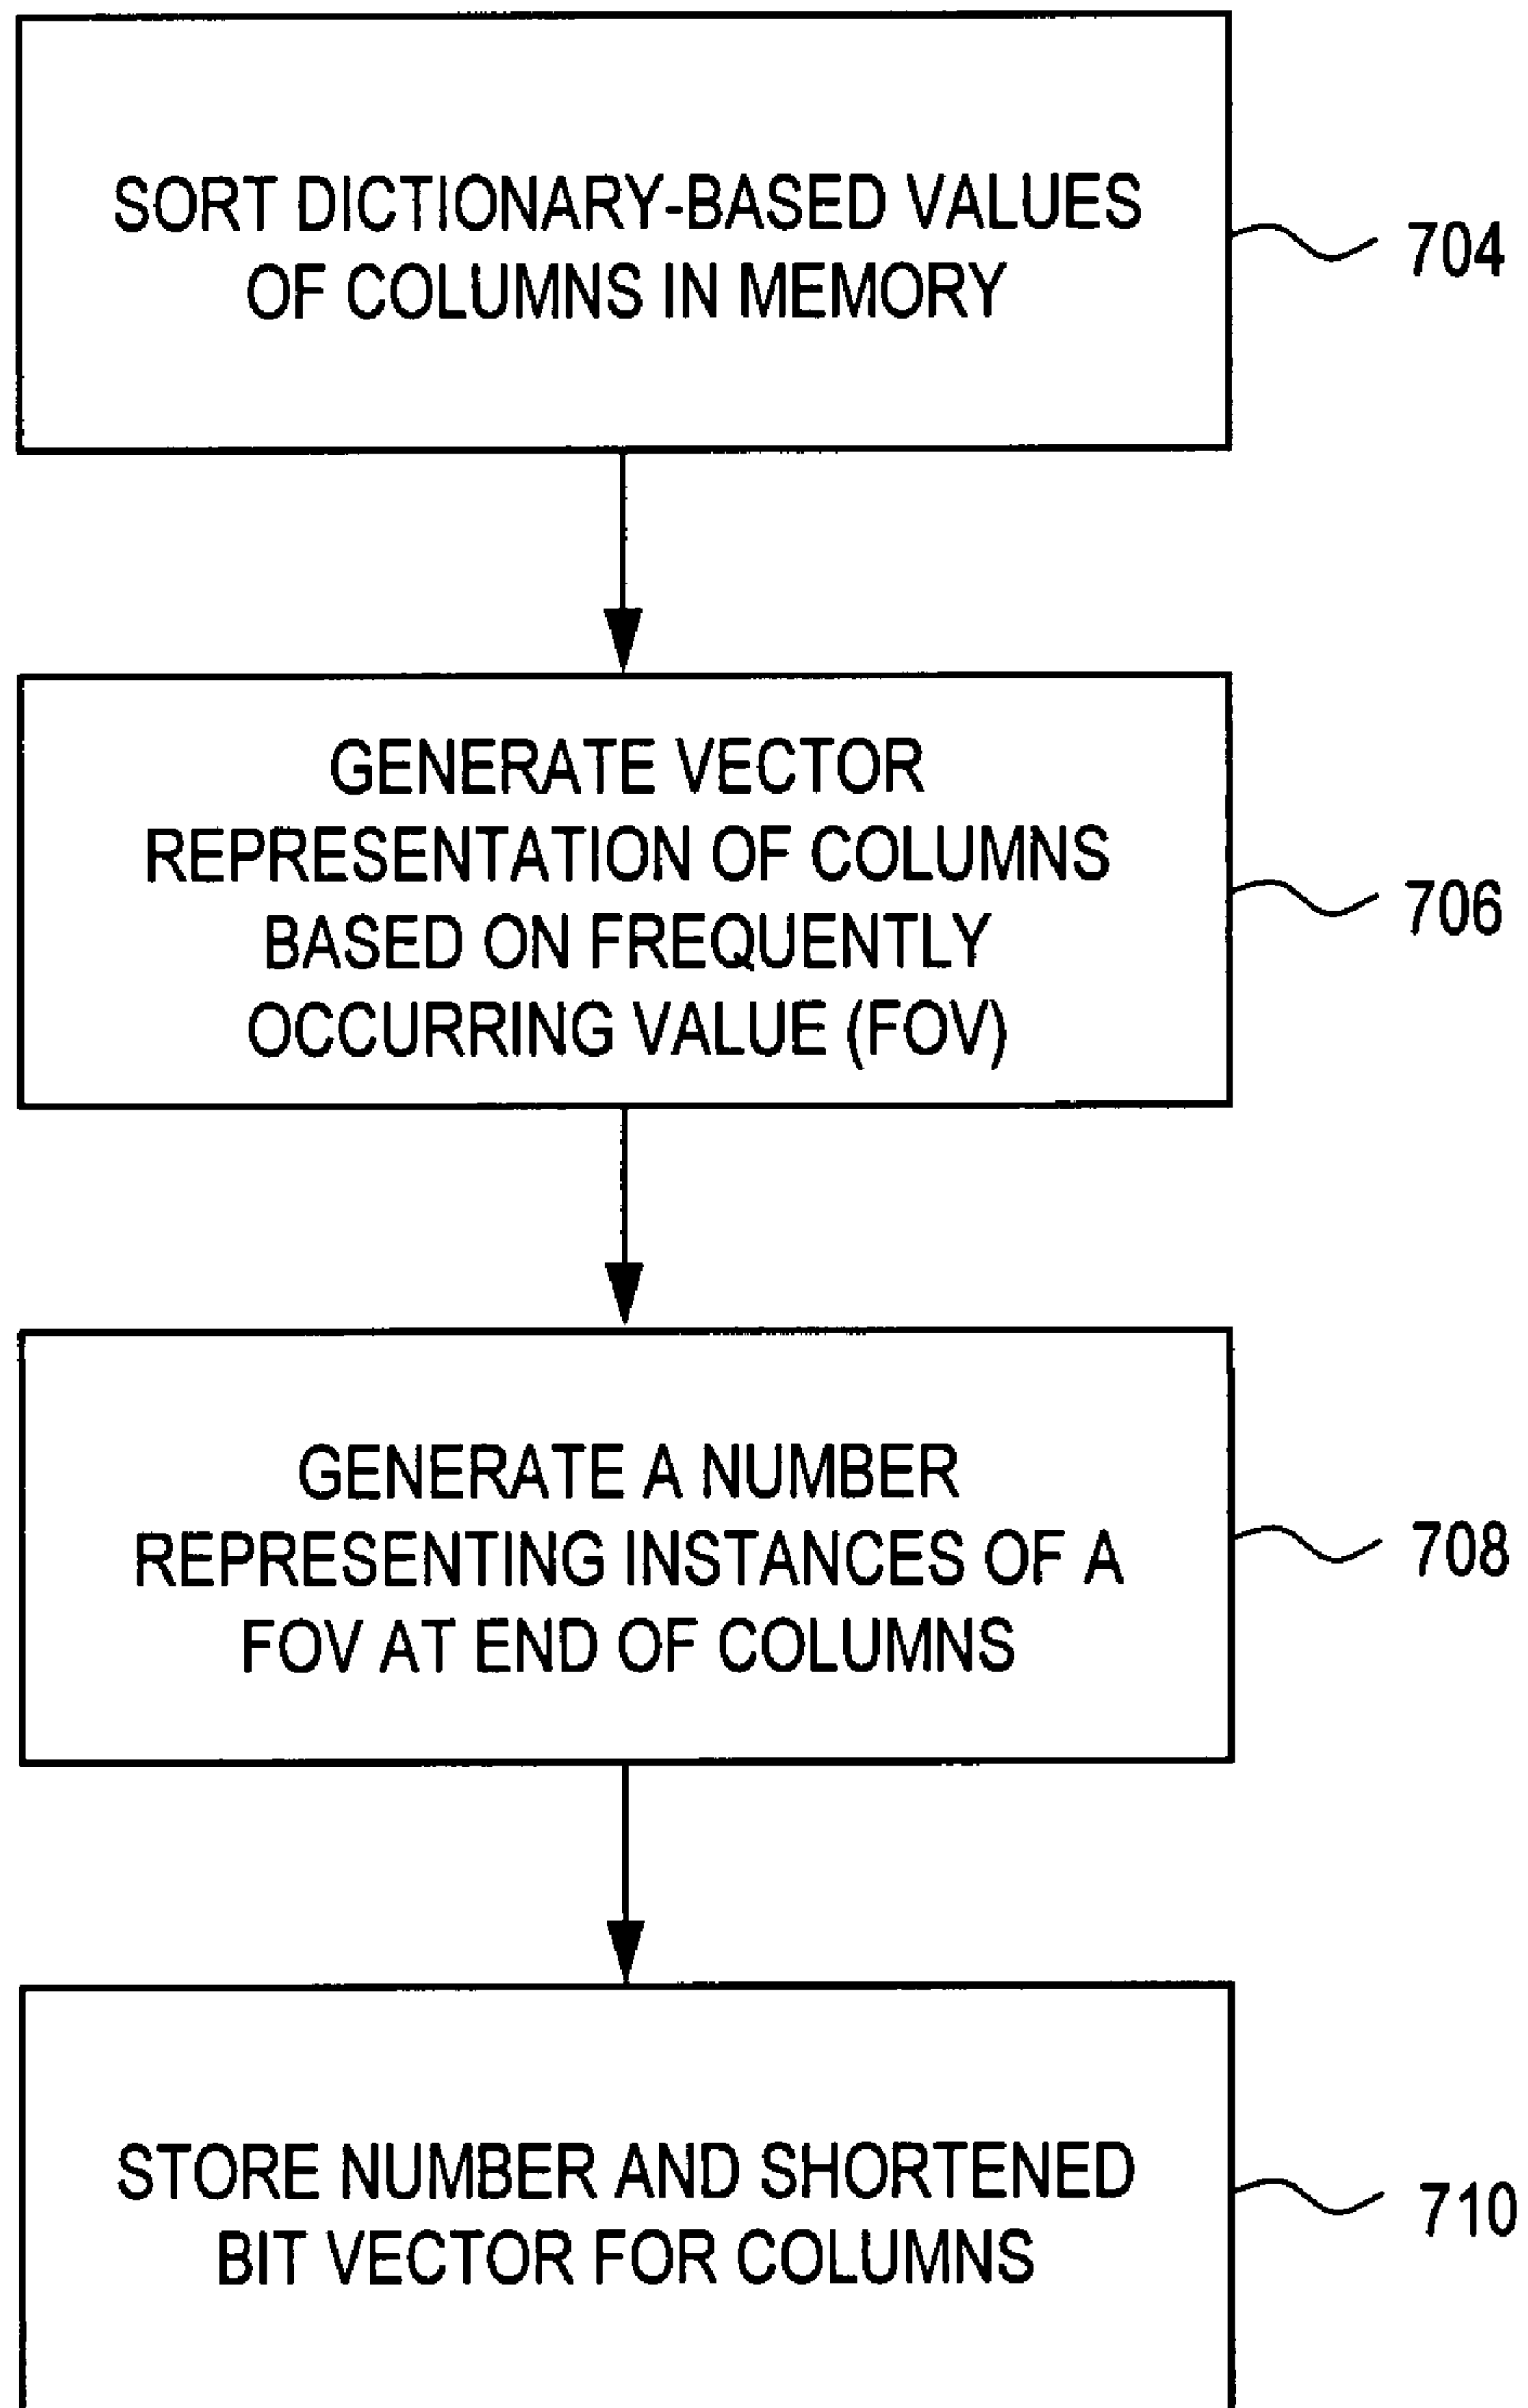 SORT DICTIONARY-BASED VALUES
OF COLUMNS IN MEMORY
704
GENERATE VECTOR
REPRESENTATION OF COLUMNS
BASED ON FREQUENTLY
OCCURRING VALUE (FOV)
706
GENERATE A NUMBER
REPRESENTING INSTANCES OF A
FOV AT END OF COLUMNS
708
STORE NUMBER AND SHORTENED
BIT VECTOR FOR COLUMNS
710